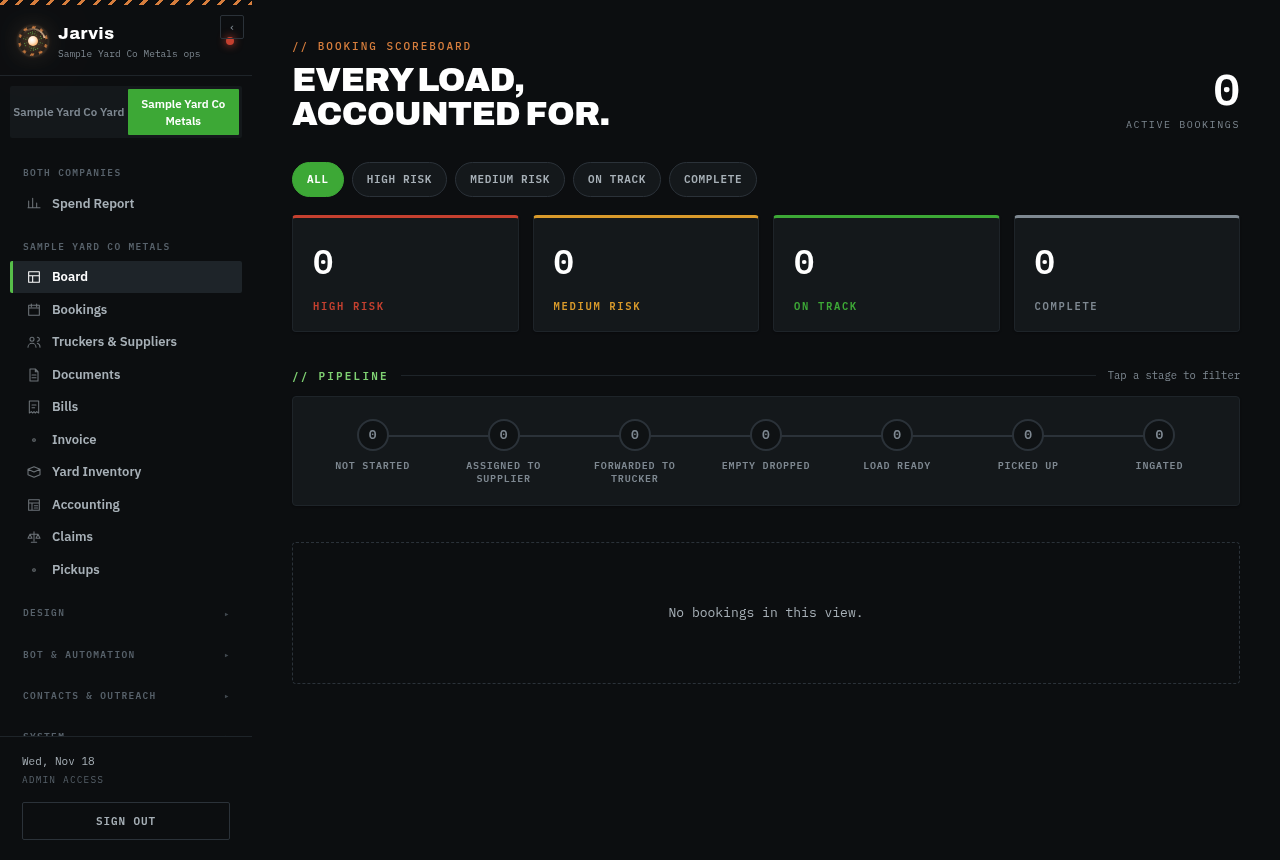 Jarvis
Sample Yard Co Metals ops
‹
Sample Yard Co Yard
Sample Yard Co
Metals
BOTH COMPANIES
Spend Report
SAMPLE YARD CO METALS
Board
Bookings
Truckers & Suppliers
Documents
Bills
Invoice
Yard Inventory
Accounting
Claims
Pickups
DESIGN
BOT & AUTOMATION
CONTACTS & OUTREACH
SYSTEM
Wed, Nov 18
ADMIN ACCESS
SIGN OUT
// BOOKING SCOREBOARD
EVERY LOAD,
ACCOUNTED FOR.
0
ACTIVE BOOKINGS
ALL
HIGH RISK
MEDIUM RISK
ON TRACK
COMPLETE
0
HIGH RISK
0
MEDIUM RISK
0
ON TRACK
0
COMPLETE
// PIPELINE
Tap a stage to filter
0
NOT STARTED
0
ASSIGNED TO
SUPPLIER
0
FORWARDED TO
TRUCKER
0
EMPTY DROPPED
0
LOAD READY
0
PICKED UP
0
INGATED
No bookings in this view.